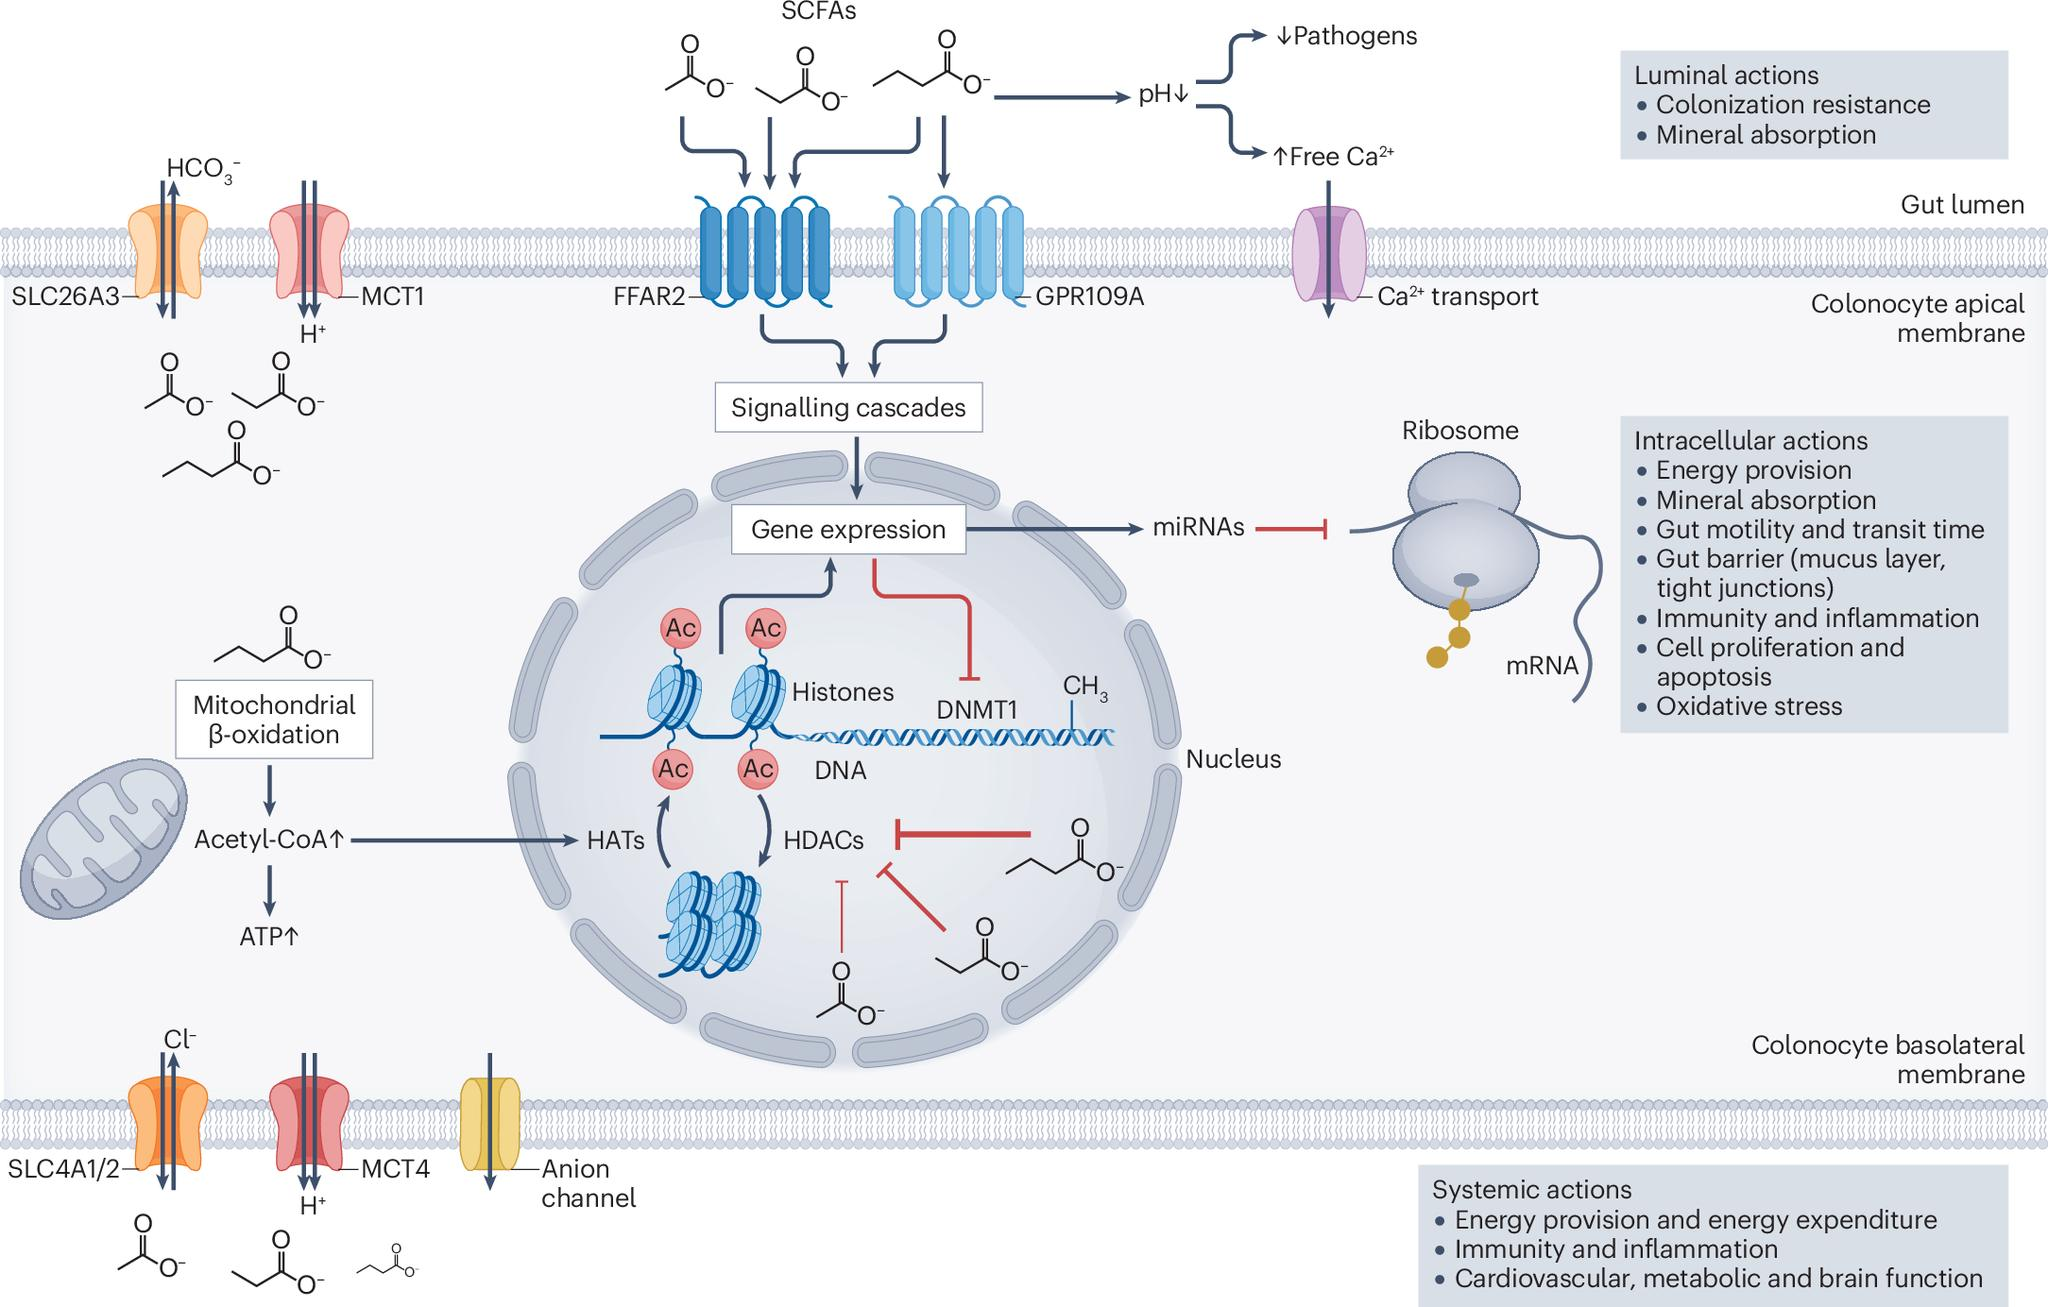 SCFAs
O
O⁻
O
O⁻
O
O⁻
pH↓
↓Pathogens
↑Free Ca²⁺
Luminal actions
• Colonization resistance
• Mineral absorption
HCO₃⁻
Gut lumen
SLC26A3
MCT1
H⁺
FFAR2
GPR109A
Ca²⁺ transport
Colonocyte apical
membrane
O
O⁻
O
O⁻
O
O⁻
Signalling cascades
Gene expression
miRNAs
Ribosome
mRNA
Intracellular actions
• Energy provision
• Mineral absorption
• Gut motility and transit time
• Gut barrier (mucus layer,
tight junctions)
• Immunity and inflammation
• Cell proliferation and
apoptosis
• Oxidative stress
O
O⁻
Mitochondrial
β-oxidation
Acetyl-CoA↑
ATP↑
Ac
Ac
Histones
DNMT1
CH₃
Ac
Ac
DNA
Nucleus
HATs
HDACs
O
O⁻
O
O⁻
O
O⁻
Cl⁻
Colonocyte basolateral
membrane
SLC4A1/2
MCT4
H⁺
Anion
channel
O
O⁻
O
O⁻
O
O⁻
Systemic actions
• Energy provision and energy expenditure
• Immunity and inflammation
• Cardiovascular, metabolic and brain function